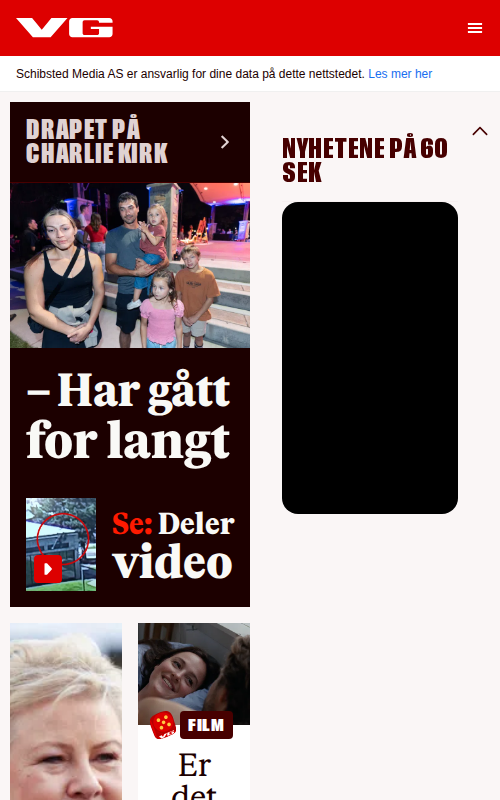 VG
Schibsted Media AS er ansvarlig for dine data på dette nettstedet. Les mer her
DRAPET PÅ
CHARLIE KIRK
– Har gått
for langt
Se: Deler
video
FILM
Er
det
NYHETENE PÅ 60
SEK